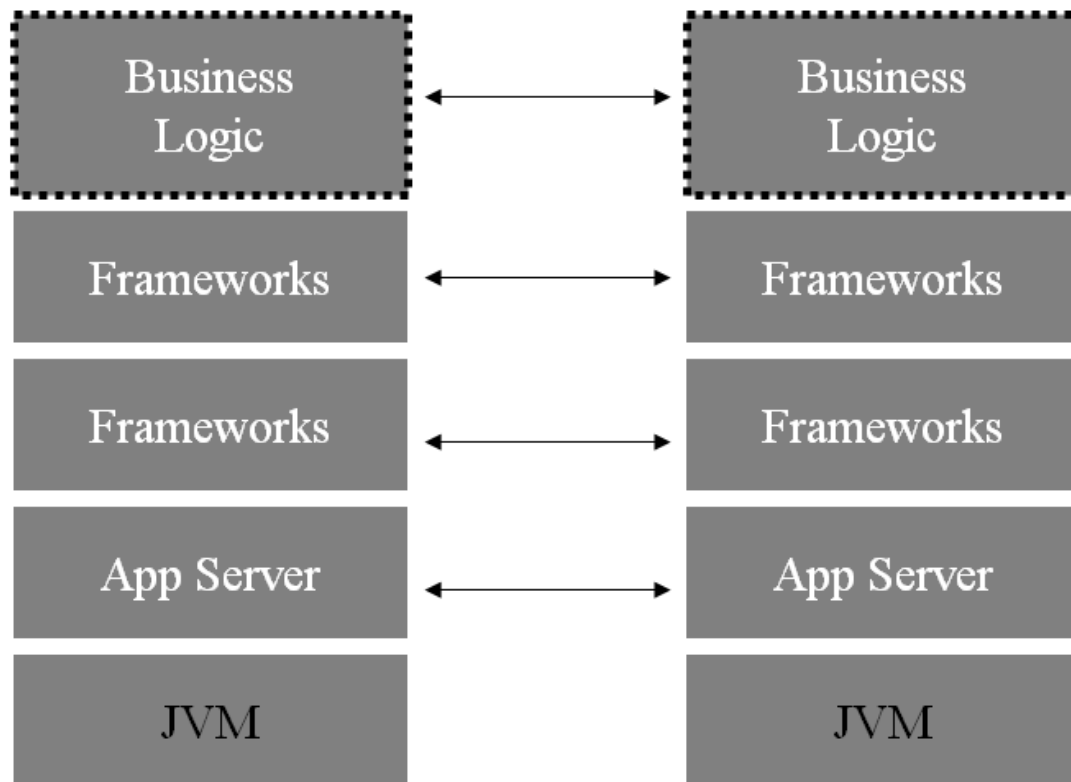 Business
Logic
Frameworks
Frameworks
App Server
JVM
Business
Logic
Frameworks
Frameworks
App Server
JVM